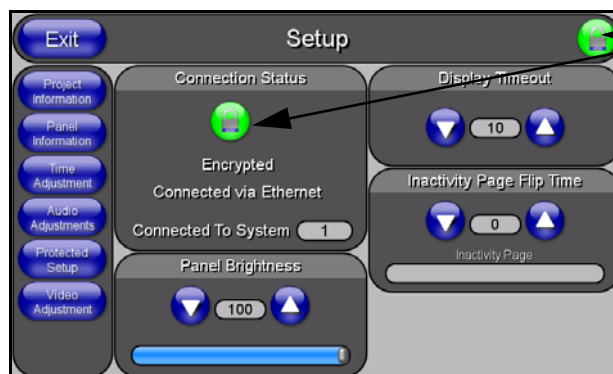 Exit
Setup
Project
Information
Panel
Information
Time
Adjustment
Audio
Adjustments
Protected
Setup
Video
Adjustment
Connection Status
Encrypted
Connected via Ethernet
Connected To System 1
Panel Brightness
100
Display Timeout
10
Inactivity Page Flip Time
0
Inactivity Page